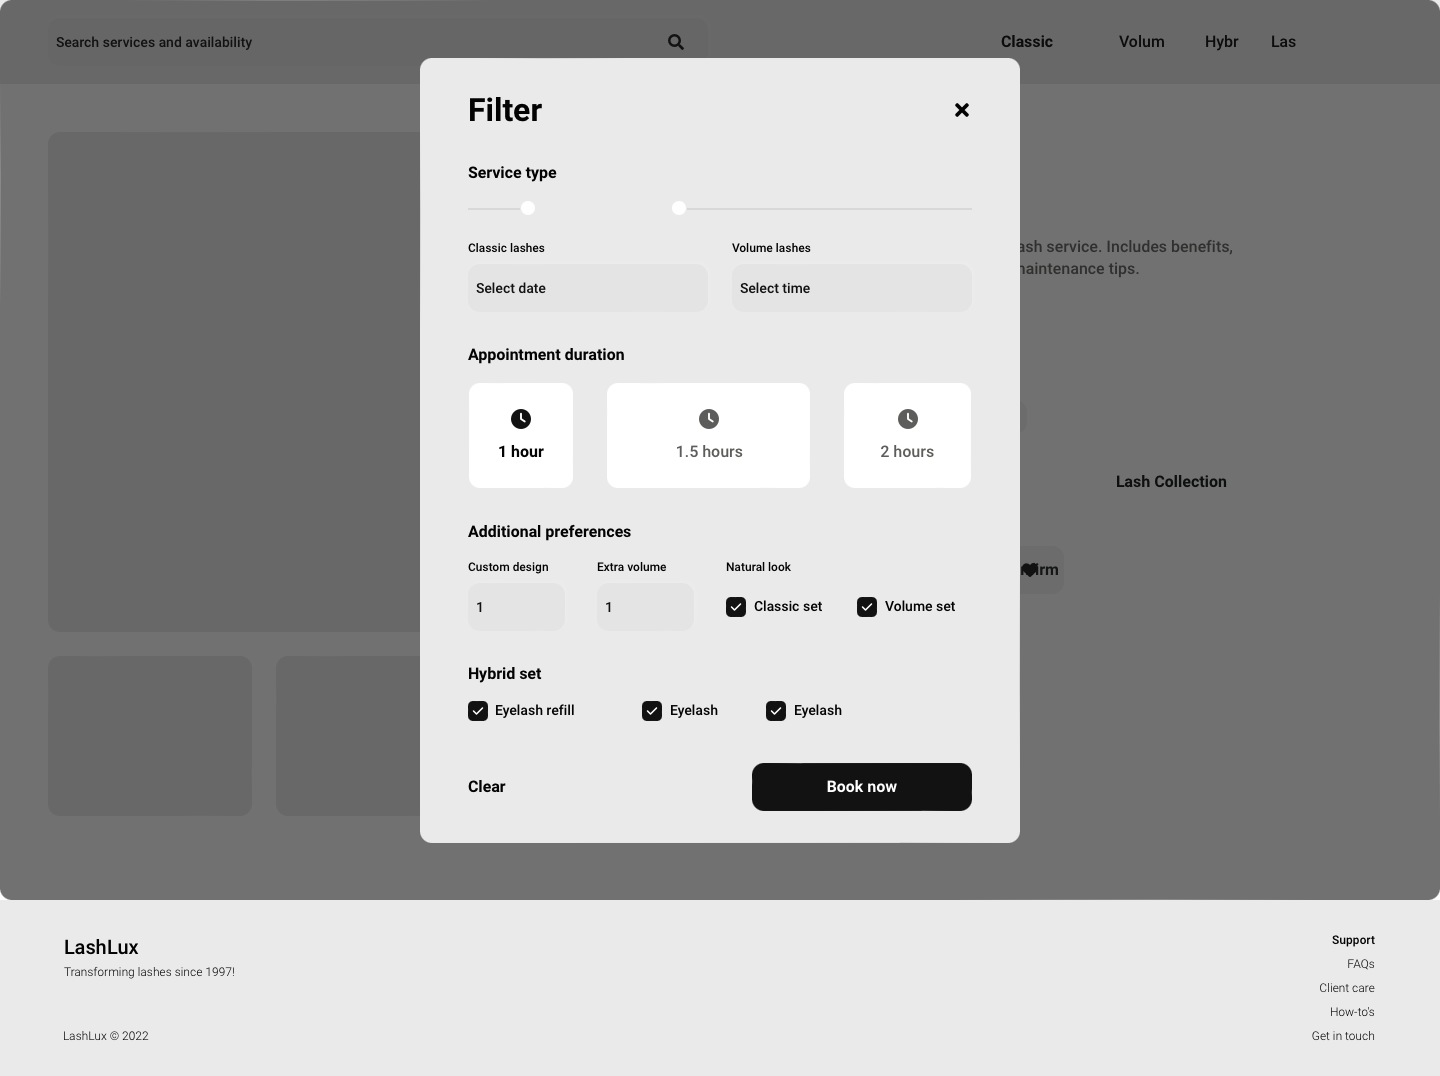 Search services and availability
Classic
Volum
Hybr
Las
Filter
Service type
Classic lashes
Volume lashes
Select date
Select time
ash service. Includes benefits,
maintenance tips.
Appointment duration
1 hour
1.5 hours
2 hours
Lash Collection
Additional preferences
Custom design
Extra volume
Natural look
1
1
Classic set
Volume set
Hybrid set
Eyelash refill
Eyelash
Eyelash
Clear
Book now
LashLux
Transforming lashes since 1997!
LashLux © 2022
Support
FAQs
Client care
How-to's
Get in touch